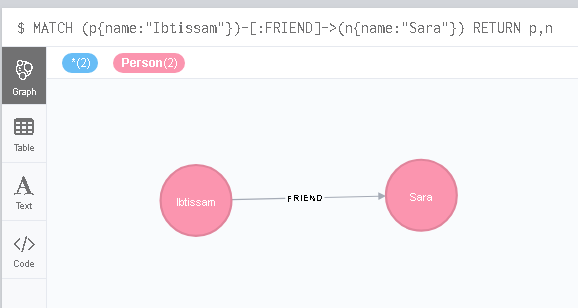 $ MATCH (p{name:"Ibtissam"})-[:FRIEND]->(n{name:"Sara"}) RETURN p,n
*(2) Person(2)
Graph
Table
Text
Code
Ibtissam FRIEND Sara